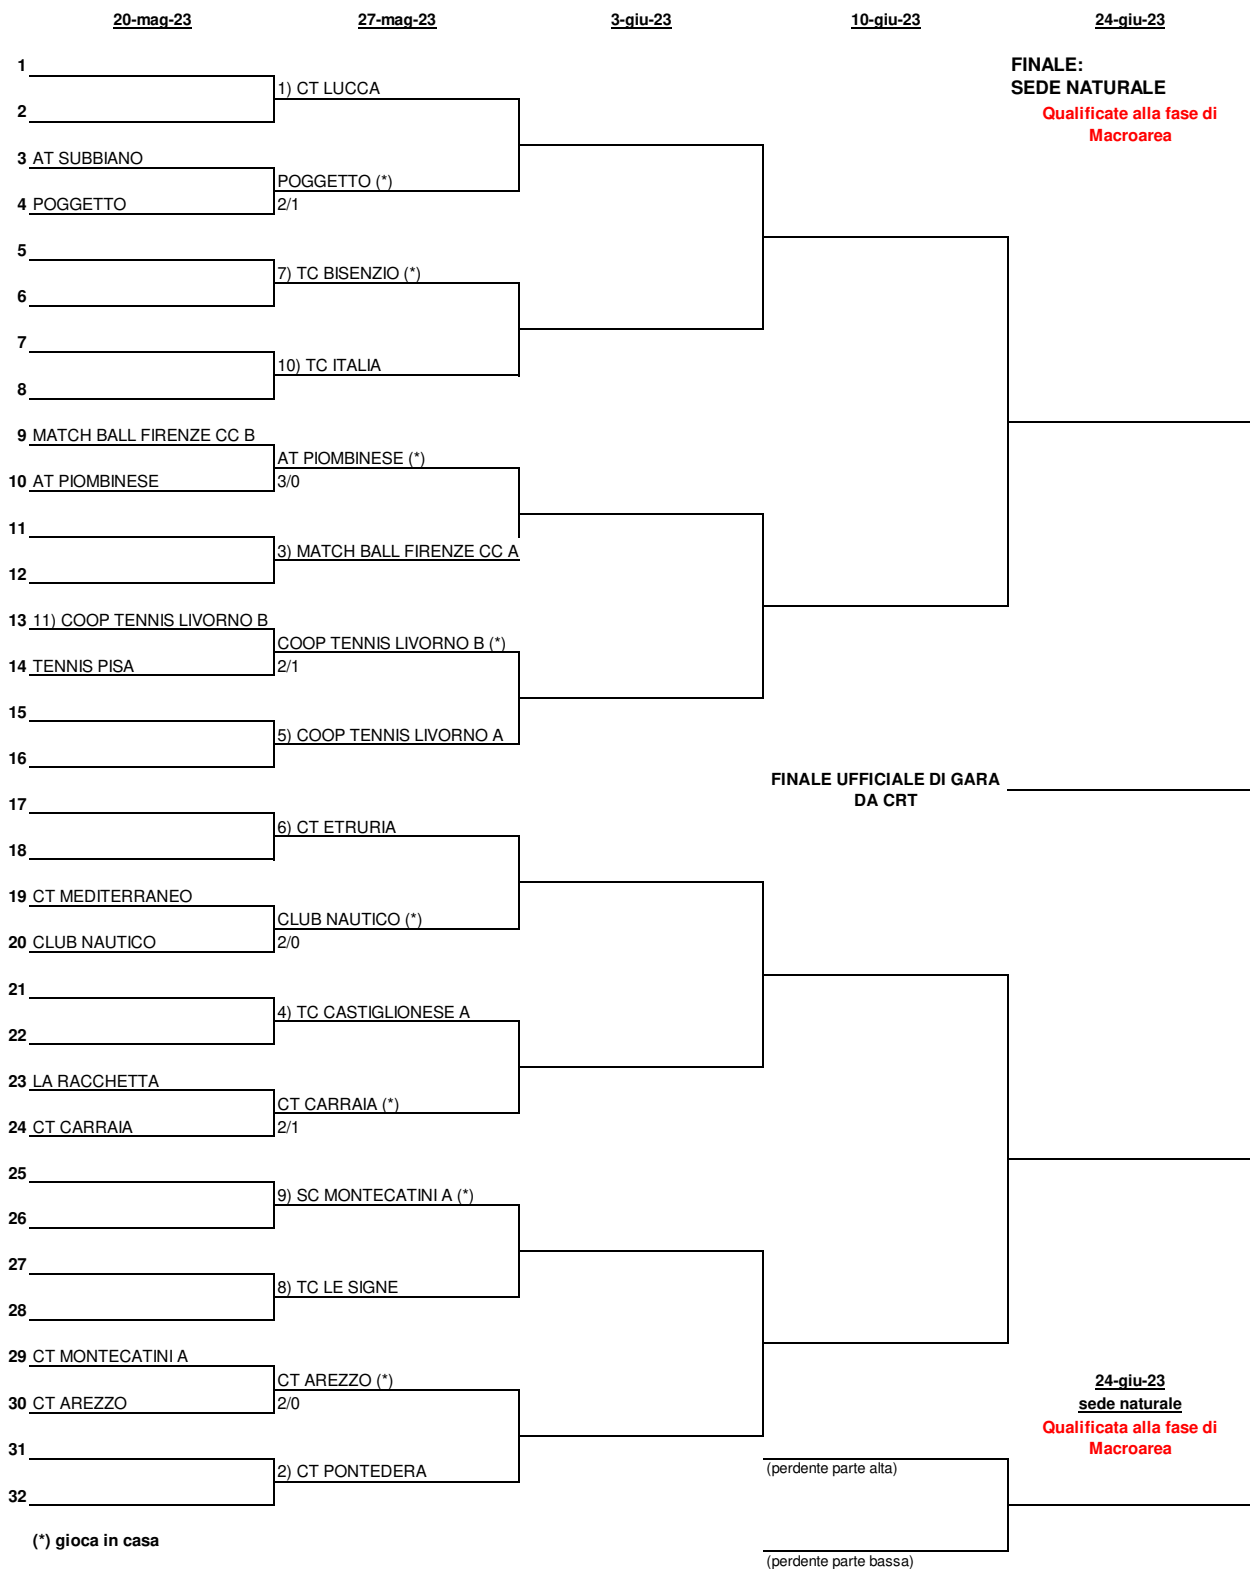 20-mag-23 27-mag-23 3-giu-23 10-giu-23 24-giu-23
1
FINALE:
1) CT LUCCA
SEDE NATURALE
2
Qualificate alla fase di
Macroarea
3 AT SUBBIANO
POGGETTO (*)
4 POGGETTO 2/1
5
7) TC BISENZIO (*)
6
7
10) TC ITALIA
8
9 MATCH BALL FIRENZE CC B
AT PIOMBINESE (*)
10 AT PIOMBINESE 3/0
11
3) MATCH BALL FIRENZE CC A
12
13 11) COOP TENNIS LIVORNO B
COOP TENNIS LIVORNO B (*)
14 TENNIS PISA 2/1
15
5) COOP TENNIS LIVORNO A
16
FINALE UFFICIALE DI GARA
DA CRT
17
6) CT ETRURIA
18
19 CT MEDITERRANEO
CLUB NAUTICO (*)
20 CLUB NAUTICO 2/0
21
4) TC CASTIGLIONESE A
22
23 LA RACCHETTA
CT CARRAIA (*)
24 CT CARRAIA 2/1
25
9) SC MONTECATINI A (*)
26
27
8) TC LE SIGNE
28
29 CT MONTECATINI A
CT AREZZO (*)
24-giu-23
30 CT AREZZO 2/0
sede naturale
Qualificata alla fase di
Macroarea
31
2) CT PONTEDERA
(perdente parte alta)
32
(*) gioca in casa
(perdente parte bassa)